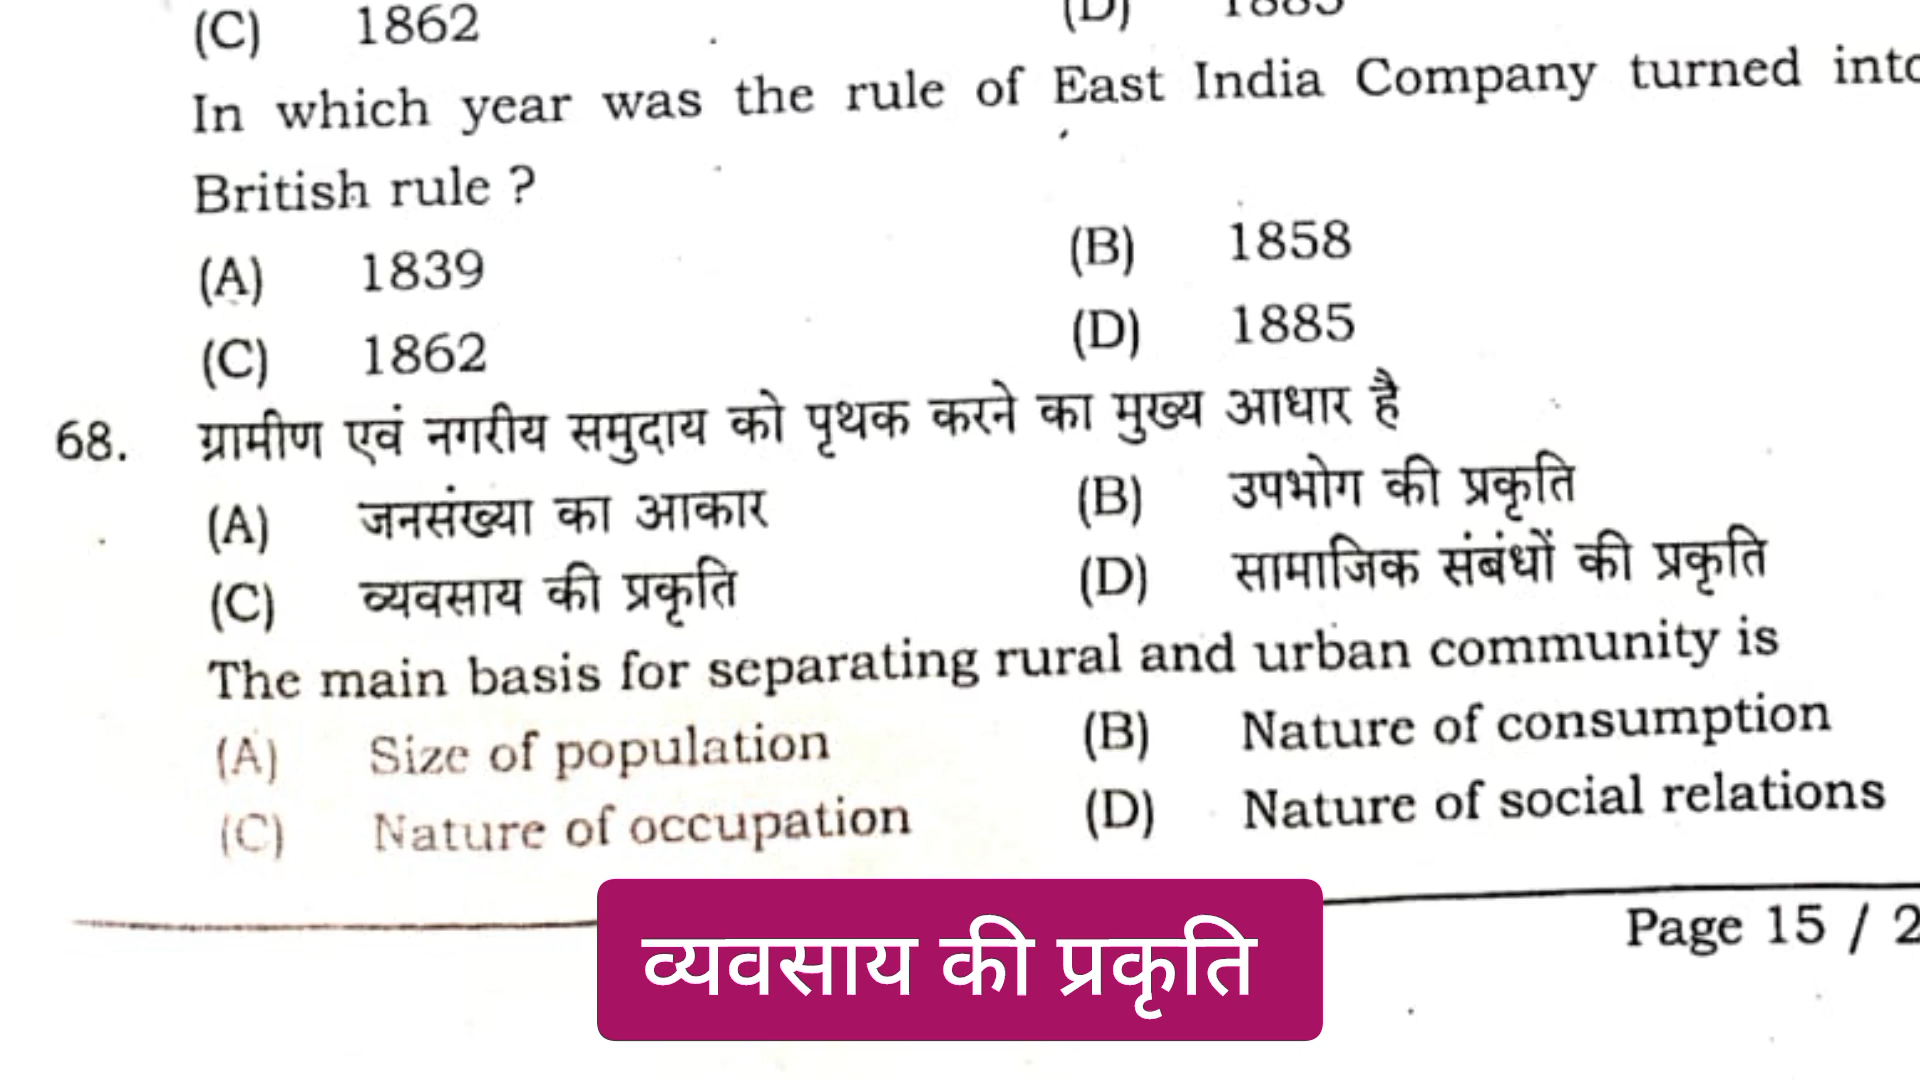 (C) 1862 (D) 1885
In which year was the rule of East India Company turned into
British rule ?
(A) 1839 (B) 1858
(C) 1862 (D) 1885
68. ग्रामीण एवं नगरीय समुदाय को पृथक करने का मुख्य आधार है
(A) जनसंख्या का आकार (B) उपभोग की प्रकृति
(C) व्यवसाय की प्रकृति (D) सामाजिक संबंधों की प्रकृति
The main basis for separating rural and urban community is
(A) Size of population (B) Nature of consumption
(C) Nature of occupation (D) Nature of social relations
Page 15 / 2
व्यवसाय की प्रकृति